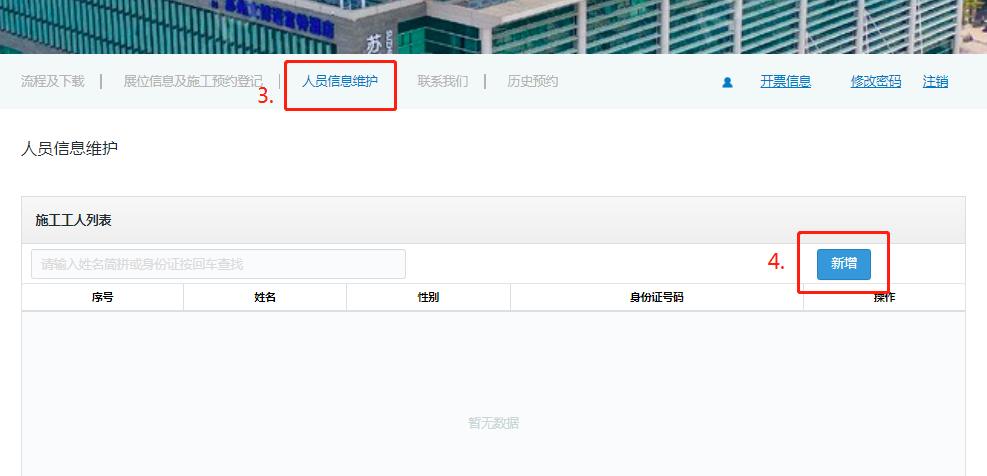 苏
流程及下载 展位信息及施工预约登记 人员信息维护 联系我们 历史预约 开票信息 修改密码 注销
3.
人员信息维护
施工工人列表
请输入姓名简拼或身份证按回车查找 4. 新增
序号 姓名 性别 身份证号码 操作
暂无数据